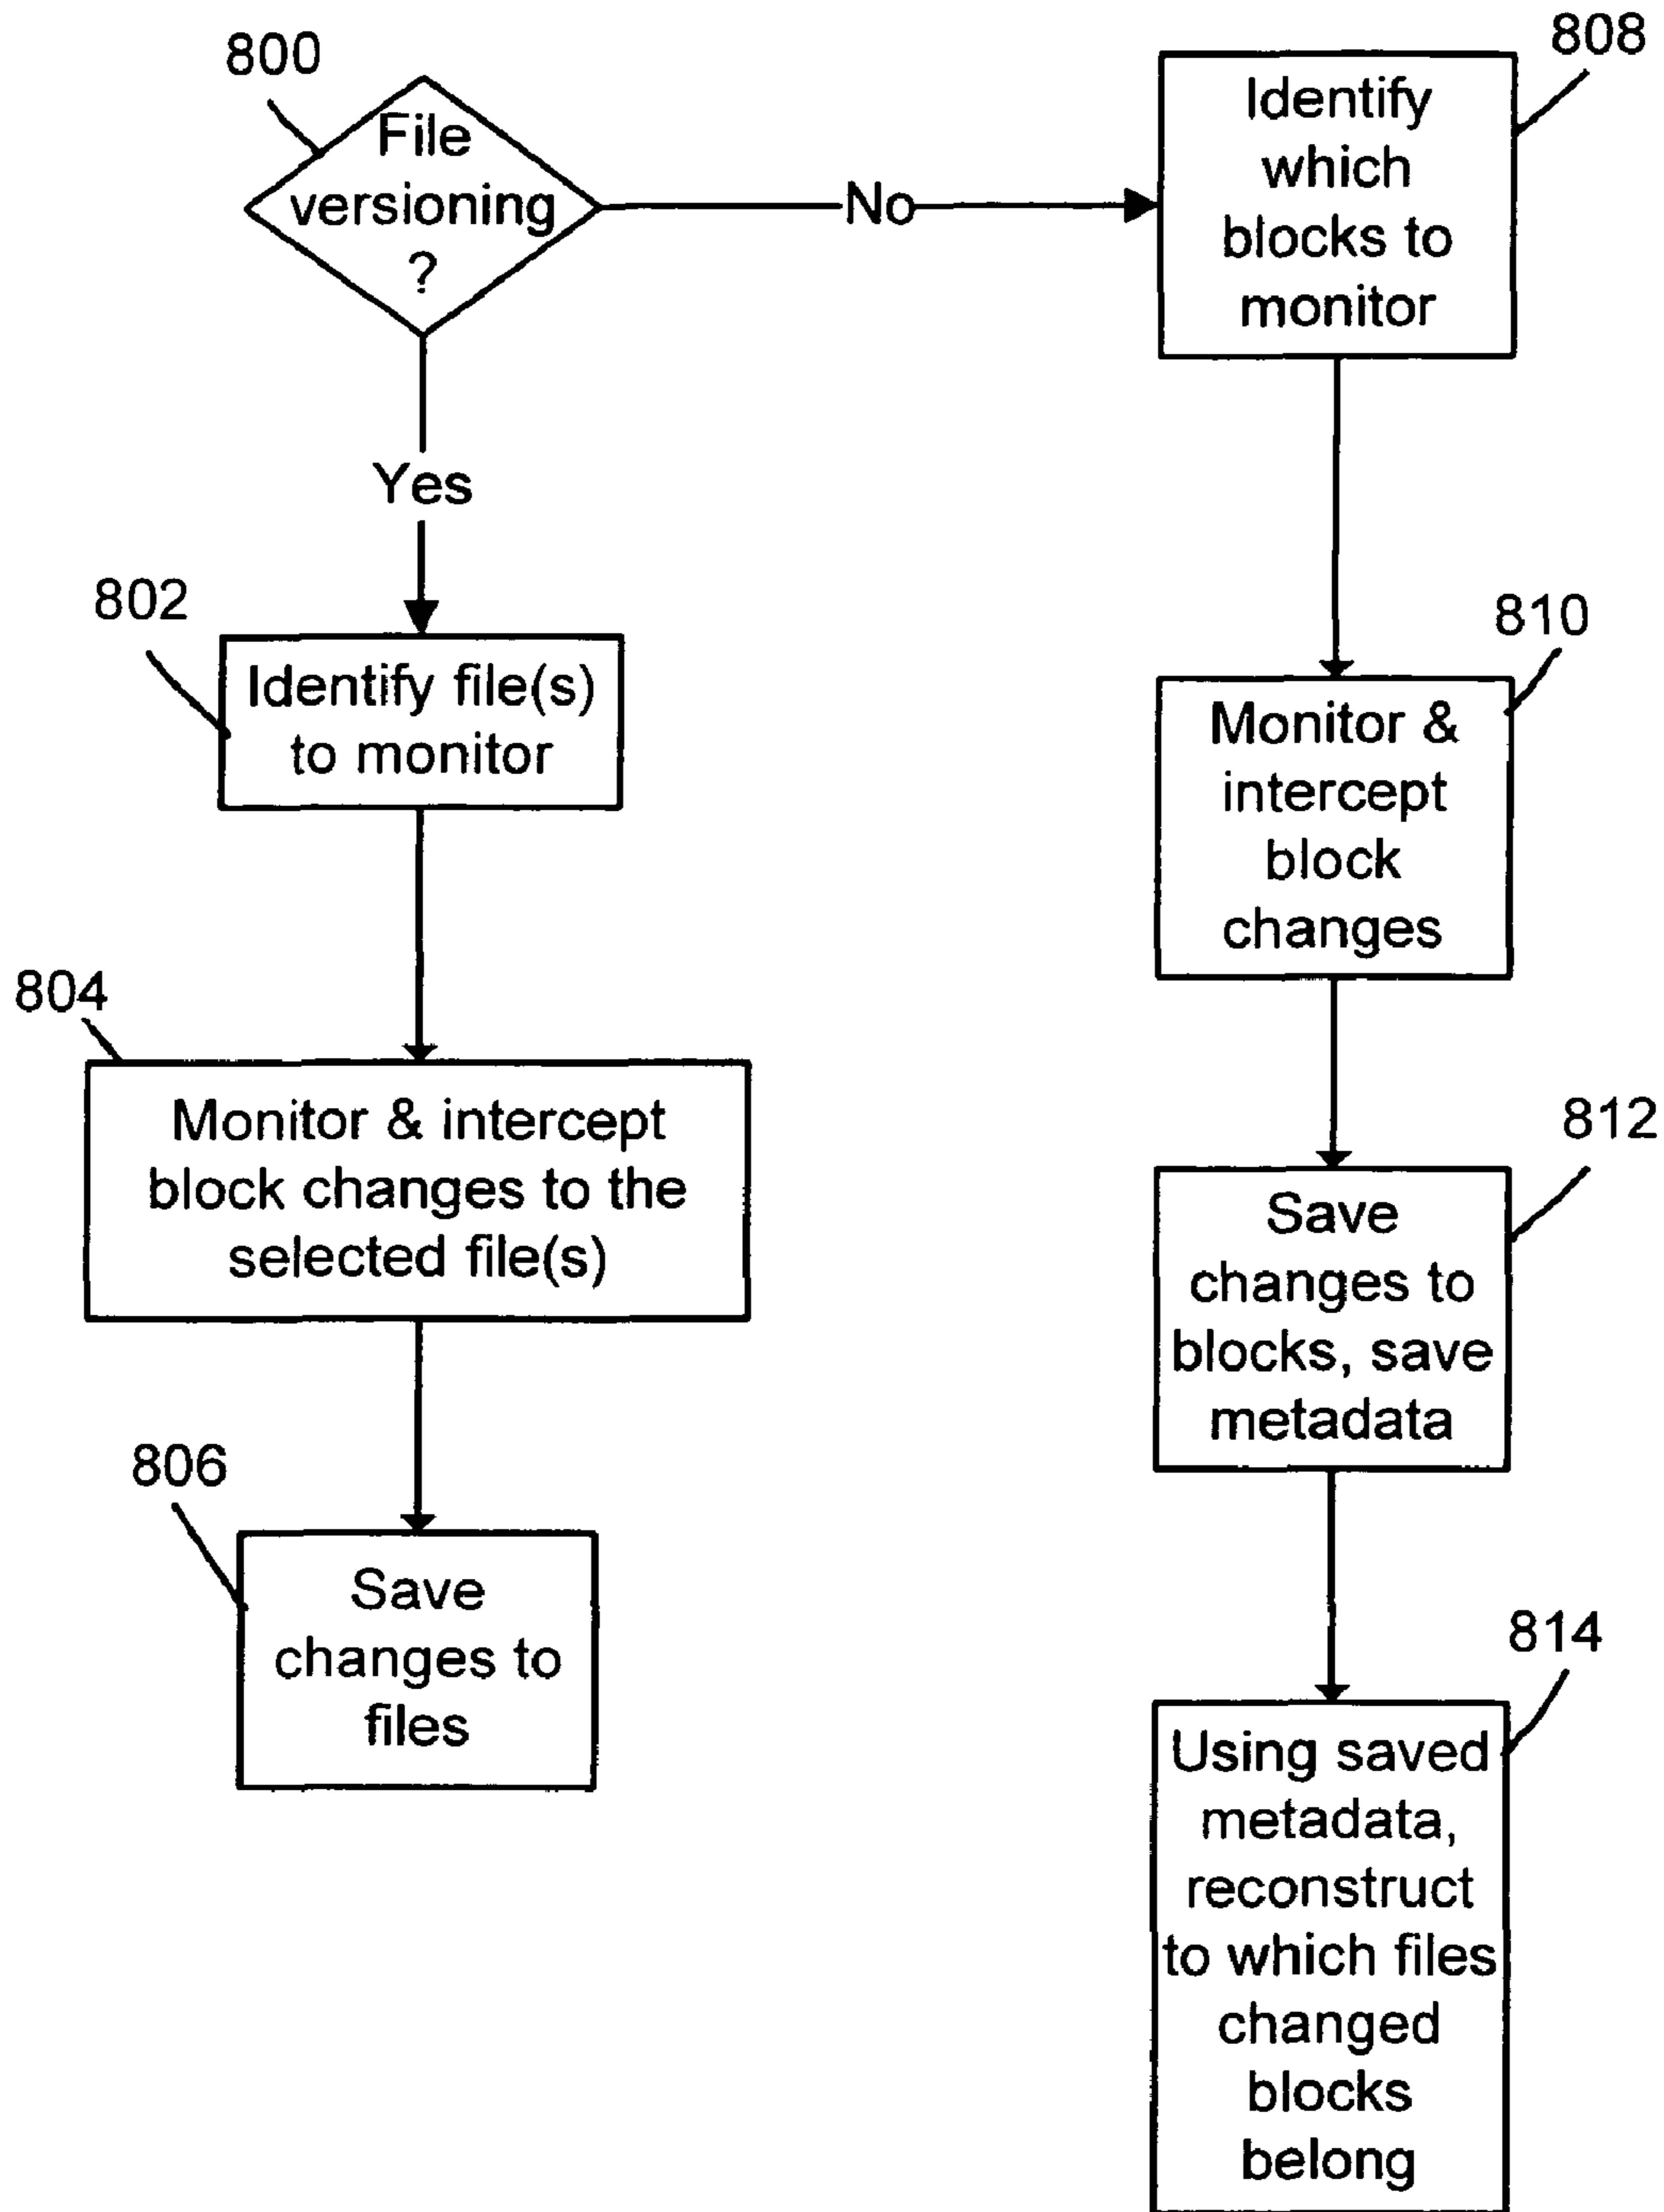 800
File
versioning
?
No
Yes
802
Identify file(s)
to monitor
804
Monitor & intercept
block changes to the
selected file(s)
806
Save
changes to
files
808
Identify
which
blocks to
monitor
810
Monitor &
intercept
block
changes
812
Save
changes to
blocks, save
metadata
814
Using saved
metadata,
reconstruct
to which files
changed
blocks
belong